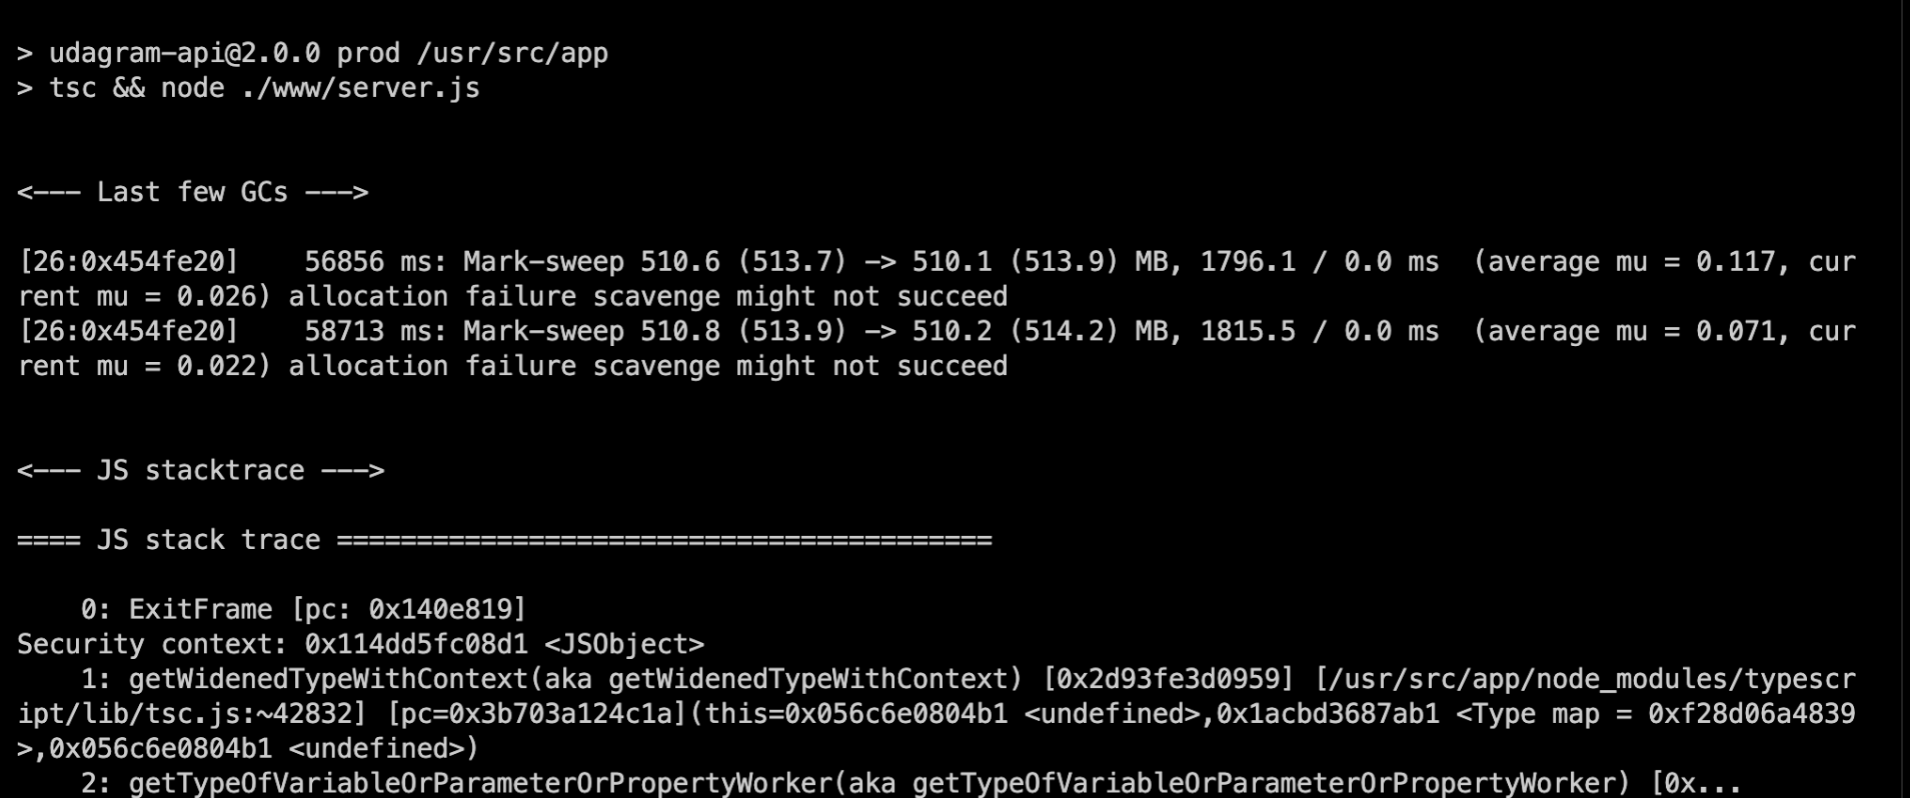 > udagram-api@2.0.0 prod /usr/src/app
> tsc && node ./www/server.js
<--- Last few GCs --->
[26:0x454fe20]    56856 ms: Mark-sweep 510.6 (513.7) -> 510.1 (513.9) MB, 1796.1 / 0.0 ms  (average mu = 0.117, cur
rent mu = 0.026) allocation failure scavenge might not succeed
[26:0x454fe20]    58713 ms: Mark-sweep 510.8 (513.9) -> 510.2 (514.2) MB, 1815.5 / 0.0 ms  (average mu = 0.071, cur
rent mu = 0.022) allocation failure scavenge might not succeed
<--- JS stacktrace --->
==== JS stack trace =========================================
    0: ExitFrame [pc: 0x140e819]
Security context: 0x114dd5fc08d1 <JSObject>
    1: getWidenedTypeWithContext(aka getWidenedTypeWithContext) [0x2d93fe3d0959] [/usr/src/app/node_modules/typescr
ipt/lib/tsc.js:~42832] [pc=0x3b703a124c1a](this=0x056c6e0804b1 <undefined>,0x1acbd3687ab1 <Type map = 0xf28d06a4839
>,0x056c6e0804b1 <undefined>)
    2: getTypeOfVariableOrParameterOrPropertyWorker(aka getTypeOfVariableOrParameterOrPropertyWorker) [0x...